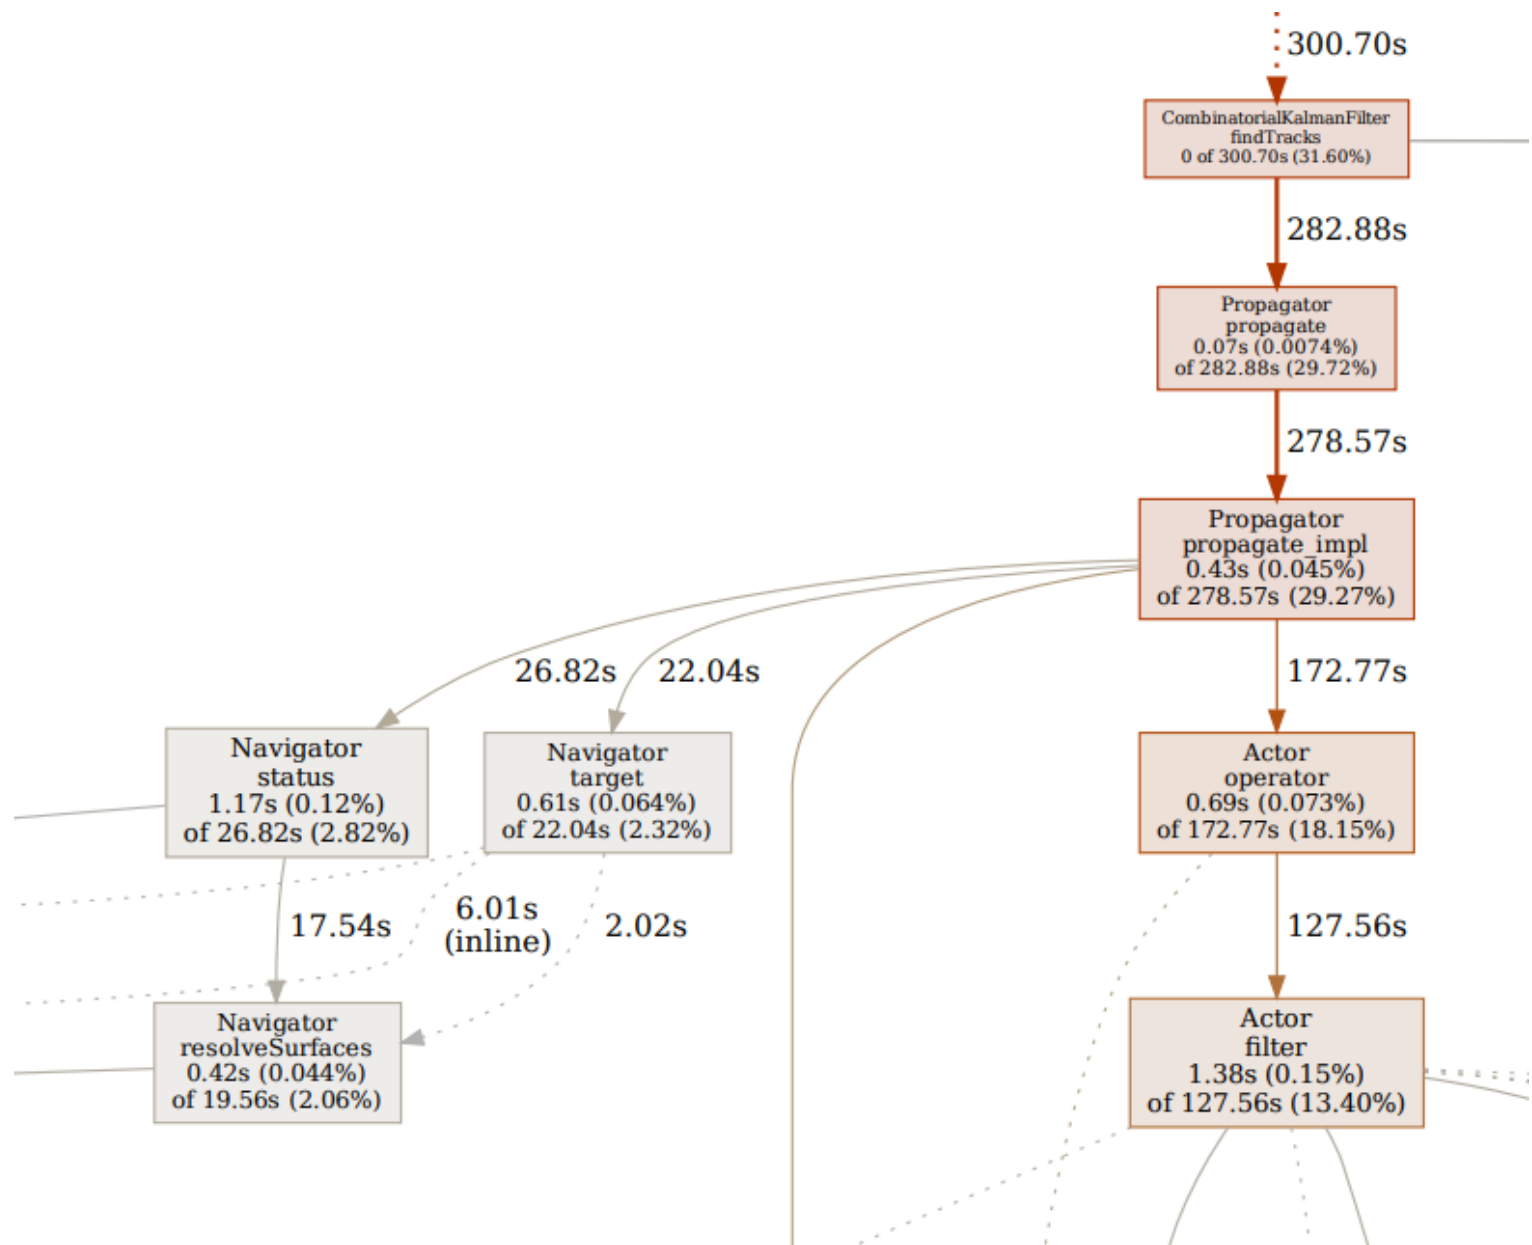 300.70s
CombinatorialKalmanFilter
findTracks
0 of 300.70s (31.60%)
282.88s
Propagator
propagate
0.07s (0.0074%)
of 282.88s (29.72%)
278.57s
Propagator
propagate_impl
0.43s (0.045%)
of 278.57s (29.27%)
26.82s
22.04s
172.77s
Navigator
status
1.17s (0.12%)
of 26.82s (2.82%)
Navigator
target
0.61s (0.064%)
of 22.04s (2.32%)
Actor
operator
0.69s (0.073%)
of 172.77s (18.15%)
17.54s
6.01s
(inline)
2.02s
127.56s
Navigator
resolveSurfaces
0.42s (0.044%)
of 19.56s (2.06%)
Actor
filter
1.38s (0.15%)
of 127.56s (13.40%)